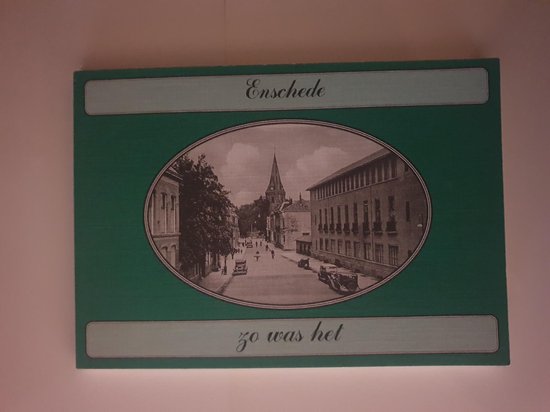 Enschede
zo was het